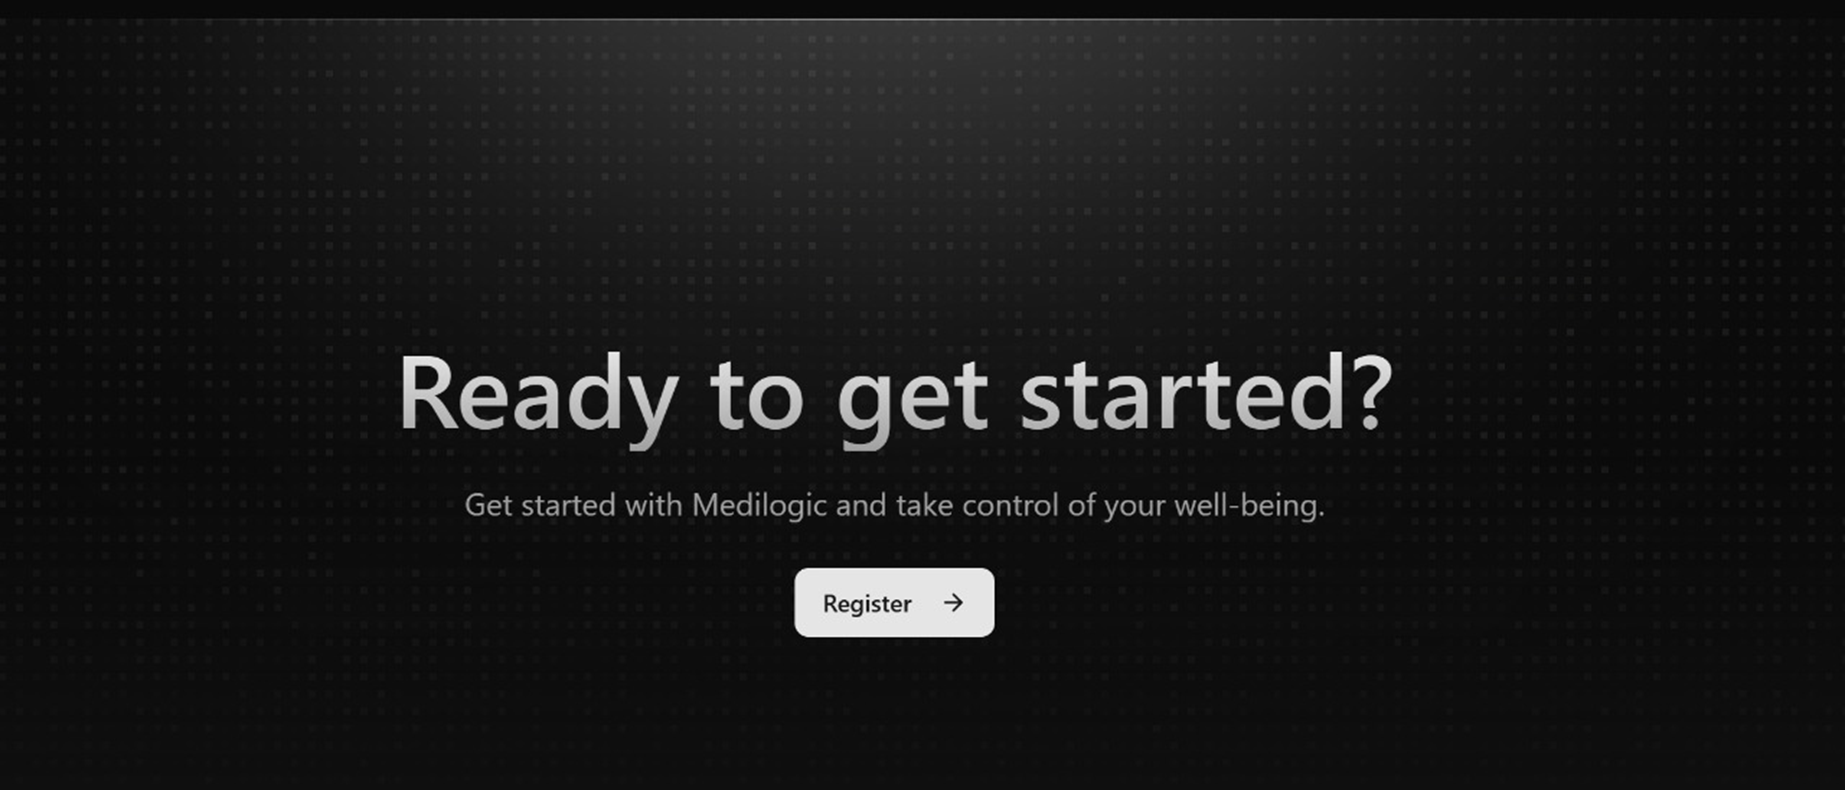 Ready to get started?
Get started with Medilogic and take control of your well-being.
Register